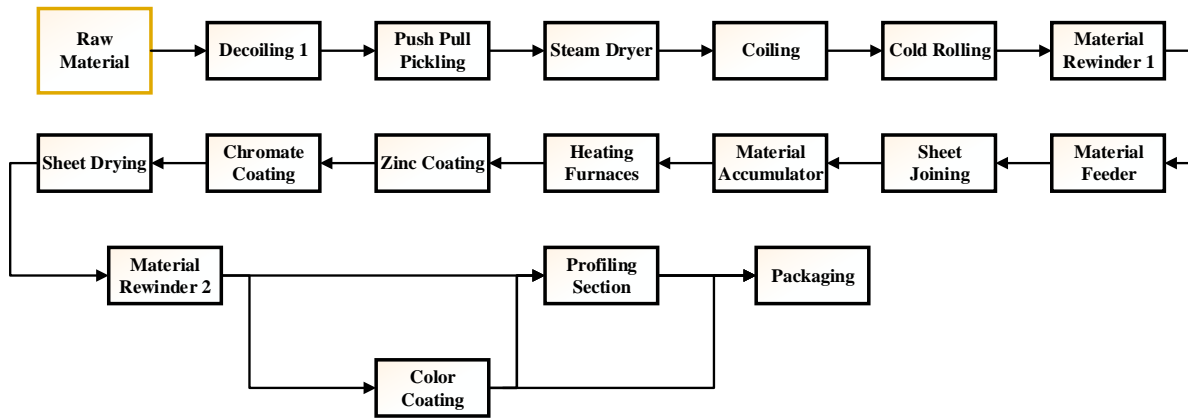 Raw
Material
Decoiling 1
Push Pull
Pickling
Steam Dryer
Coiling
Cold Rolling
Material
Rewinder 1
Sheet Drying
Chromate
Coating
Zinc Coating
Heating
Furnaces
Material
Accumulator
Sheet
Joining
Material
Feeder
Material
Rewinder 2
Profiling
Section
Packaging
Color
Coating